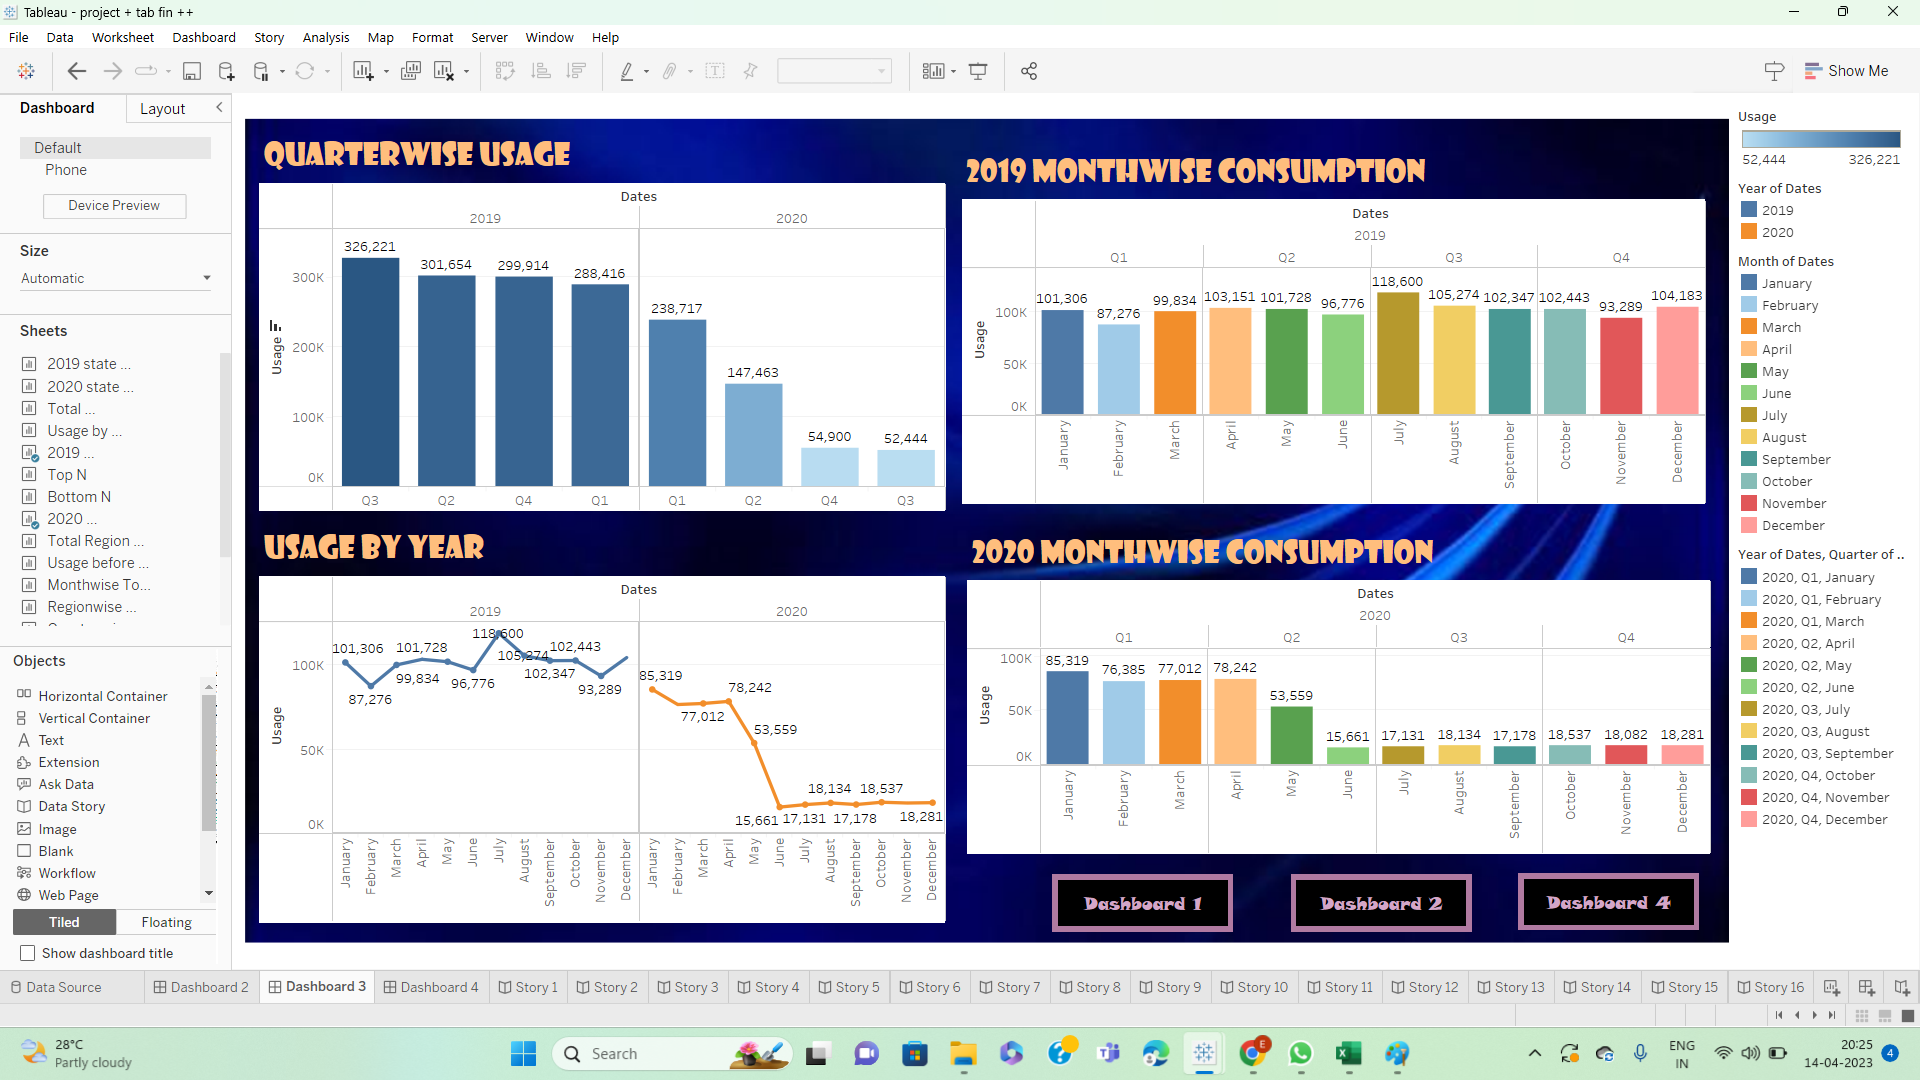 Tableau - project + tab fin ++
File Data Worksheet Dashboard Story Analysis Map Format Server Window Help
Show Me
Dashboard Layout
Default
Phone
Device Preview
Size
Automatic
Sheets
2019 state ...
2020 state ...
Total ...
Usage by ...
2019 ...
Top N
Bottom N
2020 ...
Total Region ...
Usage before ...
Monthwise To...
Regionwise ...
Objects
Horizontal Container
Vertical Container
Text
Extension
Ask Data
Data Story
Image
Blank
Workflow
Web Page
Tiled Floating
Show dashboard title
QUARTERWISE USAGE
Dates
2019 2020
326,221 301,654 299,914 288,416 238,717 147,463 54,900 52,444
Usage
300K
200K
100K
0K
Q3 Q2 Q4 Q1 Q1 Q2 Q4 Q3
2019 MONTHWISE CONSUMPTION
Dates
2019
Q1 Q2 Q3 Q4
101,306 87,276 99,834 103,151 101,728 96,776 118,600 105,274 102,347 102,443 93,289 104,183
Usage
100K
50K
0K
January February March April May June July August September October November December
USAGE BY YEAR
Dates
2019 2020
101,306 87,276 99,834 101,728 96,776 118,600 105,274 102,347 102,443 93,289
85,319 77,012 78,242 53,559 15,661 17,131 18,134 17,178 18,537 18,281
Usage
100K
50K
0K
January February March April May June July August September October November December January February March April May June July August September October November December
2020 MONTHWISE CONSUMPTION
Dates
2020
Q1 Q2 Q3 Q4
85,319 76,385 77,012 78,242 53,559 15,661 17,131 18,134 17,178 18,537 18,082 18,281
Usage
100K
50K
0K
January February March April May June July August September October November December
Dashboard 1 Dashboard 2 Dashboard 4
Usage
52,444 326,221
Year of Dates
2019
2020
Month of Dates
January
February
March
April
May
June
July
August
September
October
November
December
Year of Dates, Quarter of ..
2020, Q1, January
2020, Q1, February
2020, Q1, March
2020, Q2, April
2020, Q2, May
2020, Q2, June
2020, Q3, July
2020, Q3, August
2020, Q3, September
2020, Q4, October
2020, Q4, November
2020, Q4, December
Data Source Dashboard 2 Dashboard 3 Dashboard 4 Story 1 Story 2 Story 3 Story 4 Story 5 Story 6 Story 7 Story 8 Story 9 Story 10 Story 11 Story 12 Story 13 Story 14 Story 15 Story 16
28°C
Partly cloudy
Search
E
ENG
IN
20:25
14-04-2023
4